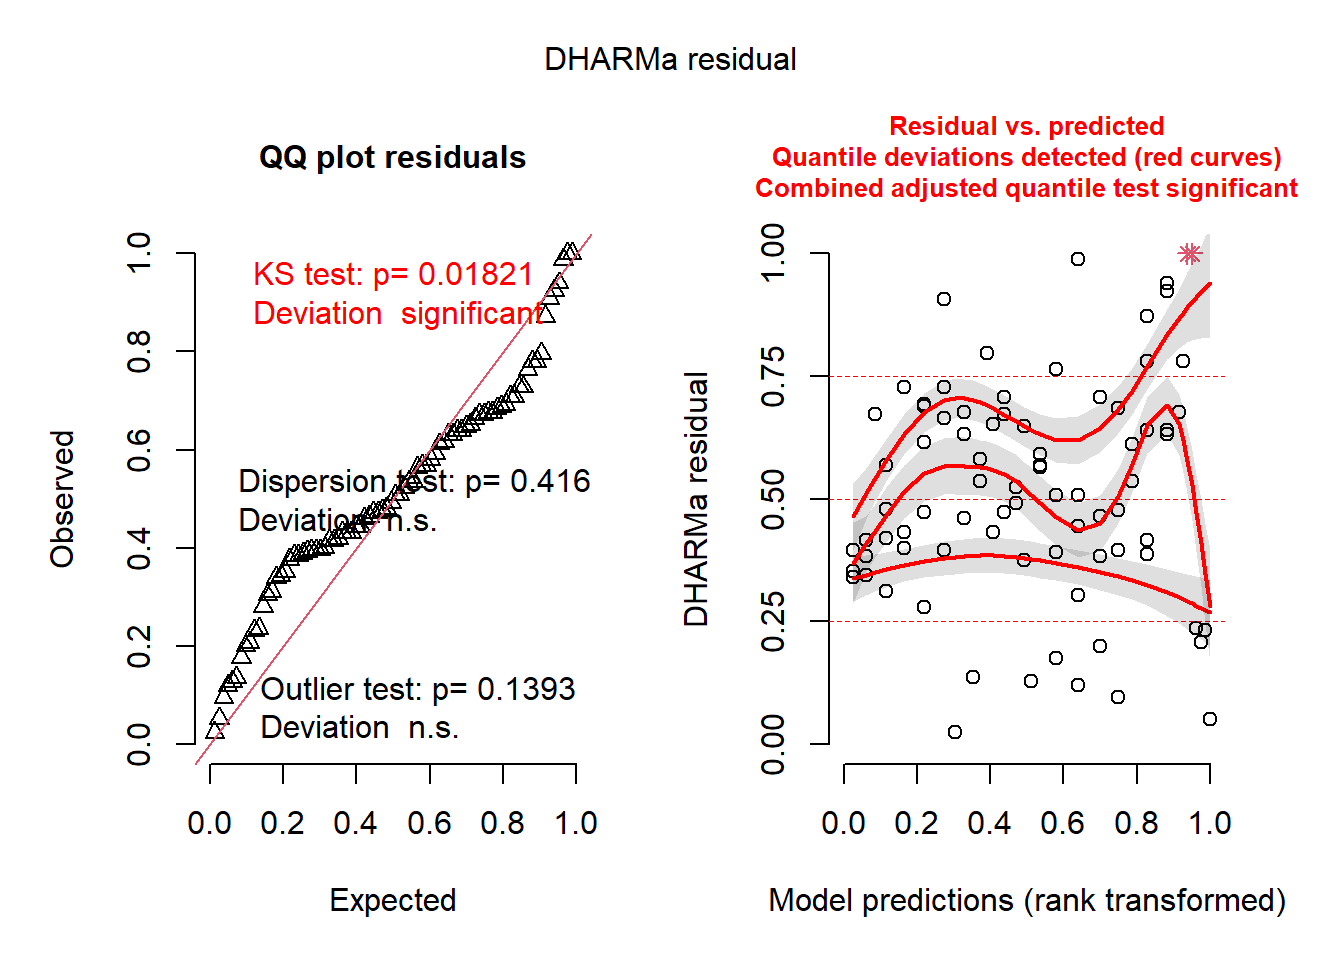 DHARMa residual
QQ plot residuals
KS test: p= 0.01821
Deviation  significant
Dispersion test: p= 0.416
Deviation  n.s.
Outlier test: p= 0.1393
Deviation  n.s.
Observed
0.0 0.2 0.4 0.6 0.8 1.0
0.0 0.2 0.4 0.6 0.8 1.0
Expected
Residual vs. predicted
Quantile deviations detected (red curves)
Combined adjusted quantile test significant
DHARMa residual
0.00 0.25 0.50 0.75 1.00
0.0 0.2 0.4 0.6 0.8 1.0
Model predictions (rank transformed)